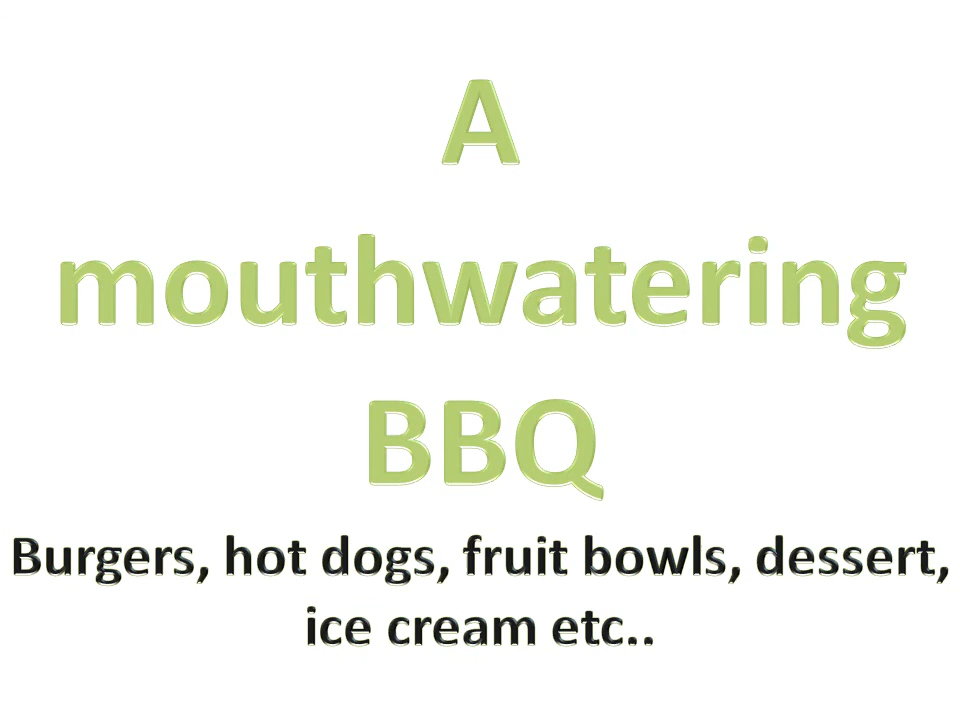 A
mouthwatering
BBQ
Burgers, hot dogs, fruit bowls, dessert,
ice cream etc..